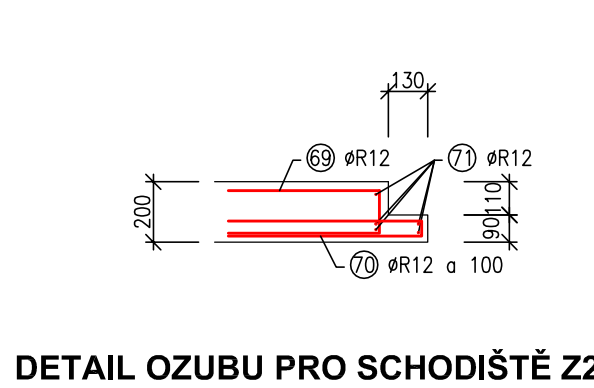 130
69 øR12
71 øR12
200
110
90
70 øR12 a 100
DETAIL OZUBU PRO SCHODIŠTĚ Z2